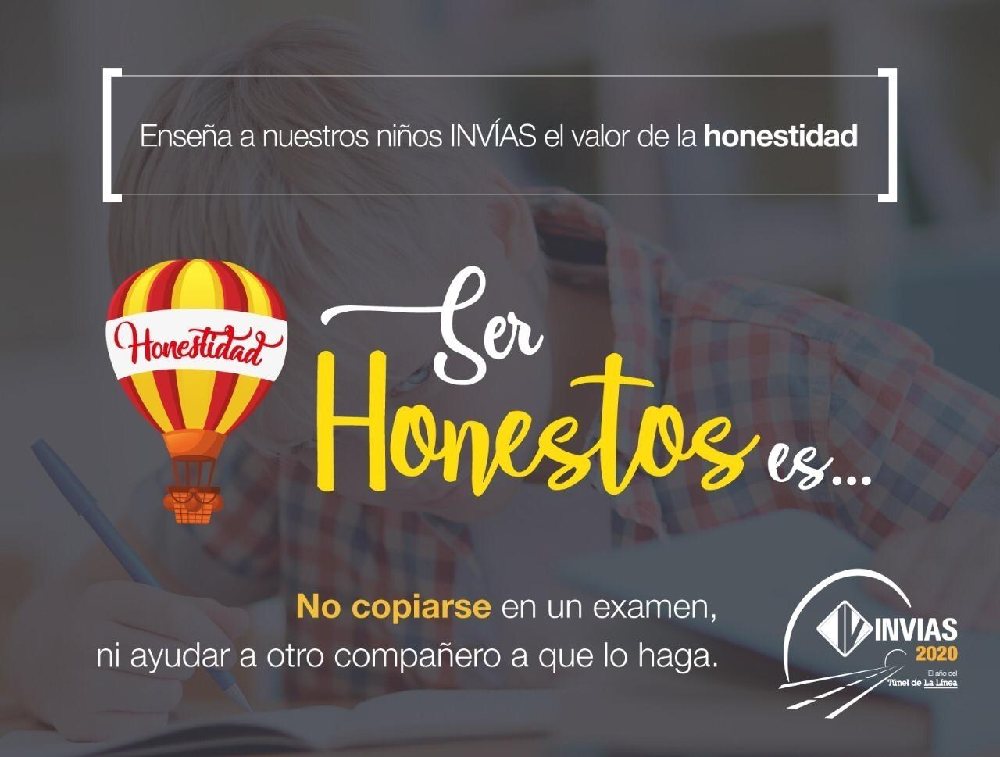 Enseña a nuestros niños INVÍAS el valor de la honestidad
Honestidad
Ser
Honestos es...
No copiarse en un examen,
ni ayudar a otro compañero a que lo haga.
INVIAS
2020
El año del
Túnel de La Línea